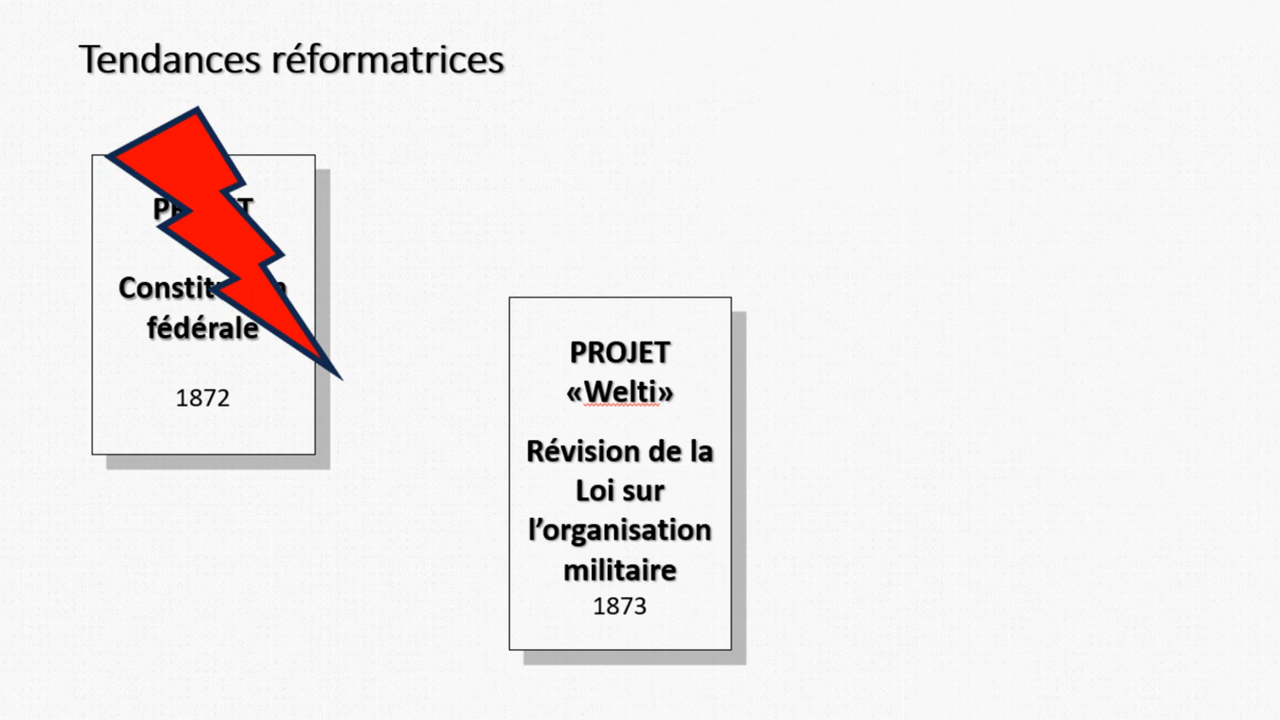 Tendances réformatrices
fédérale
1872
PROJET
«Welti»
Révision de la
Loi sur
l’organisation
militaire
1873